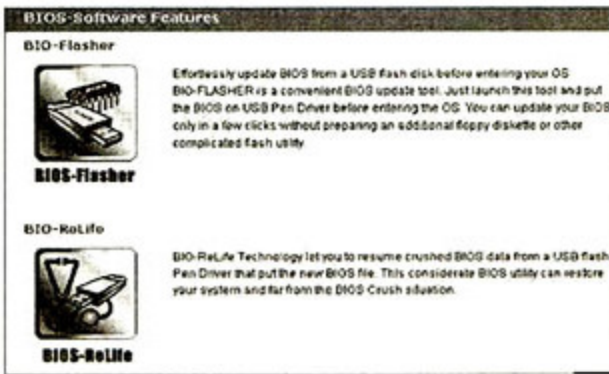 BIOS-Software Features
BIO-Flasher
Effortlessly update BIOS from a USB flash disk before entering your OS
BIO-FLASHER is a convenient BIOS update tool. Just launch this tool and put
the BIOS on USB Pen Driver before entering the OS. You can update your BIOS
only in a few clicks without preparing an additional floppy diskette or other
complicated flash utility
BIOS-Flasher
BIO-ReLife
BIO-ReLife Technology let you to resume crushed BIOS data from a USB flash
Pen Driver that put the new BIOS file. This considerate BIOS utility can restore
your system and far from the BIOS Crush situation.
BIOS-ReLife